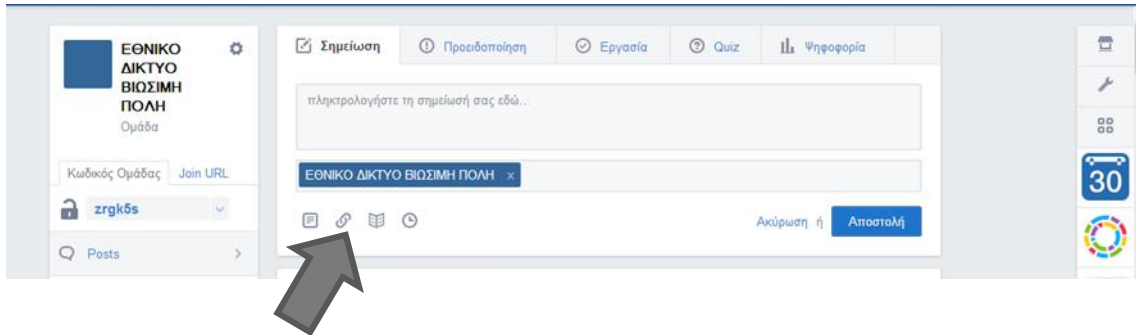 ΕΘΝΙΚΟ
ΔΙΚΤΥΟ
ΒΙΩΣΙΜΗ
ΠΟΛΗ
Ομάδα
Κωδικός Ομάδας Join URL
zrgk5s
Posts
Σημείωση Προειδοποίηση Εργασία Quiz Ψηφοφορία
πληκτρολογήστε τη σημείωσή σας εδώ...
ΕΘΝΙΚΟ ΔΙΚΤΥΟ ΒΙΩΣΙΜΗ ΠΟΛΗ ×
Ακύρωση ή Αποστολή
30